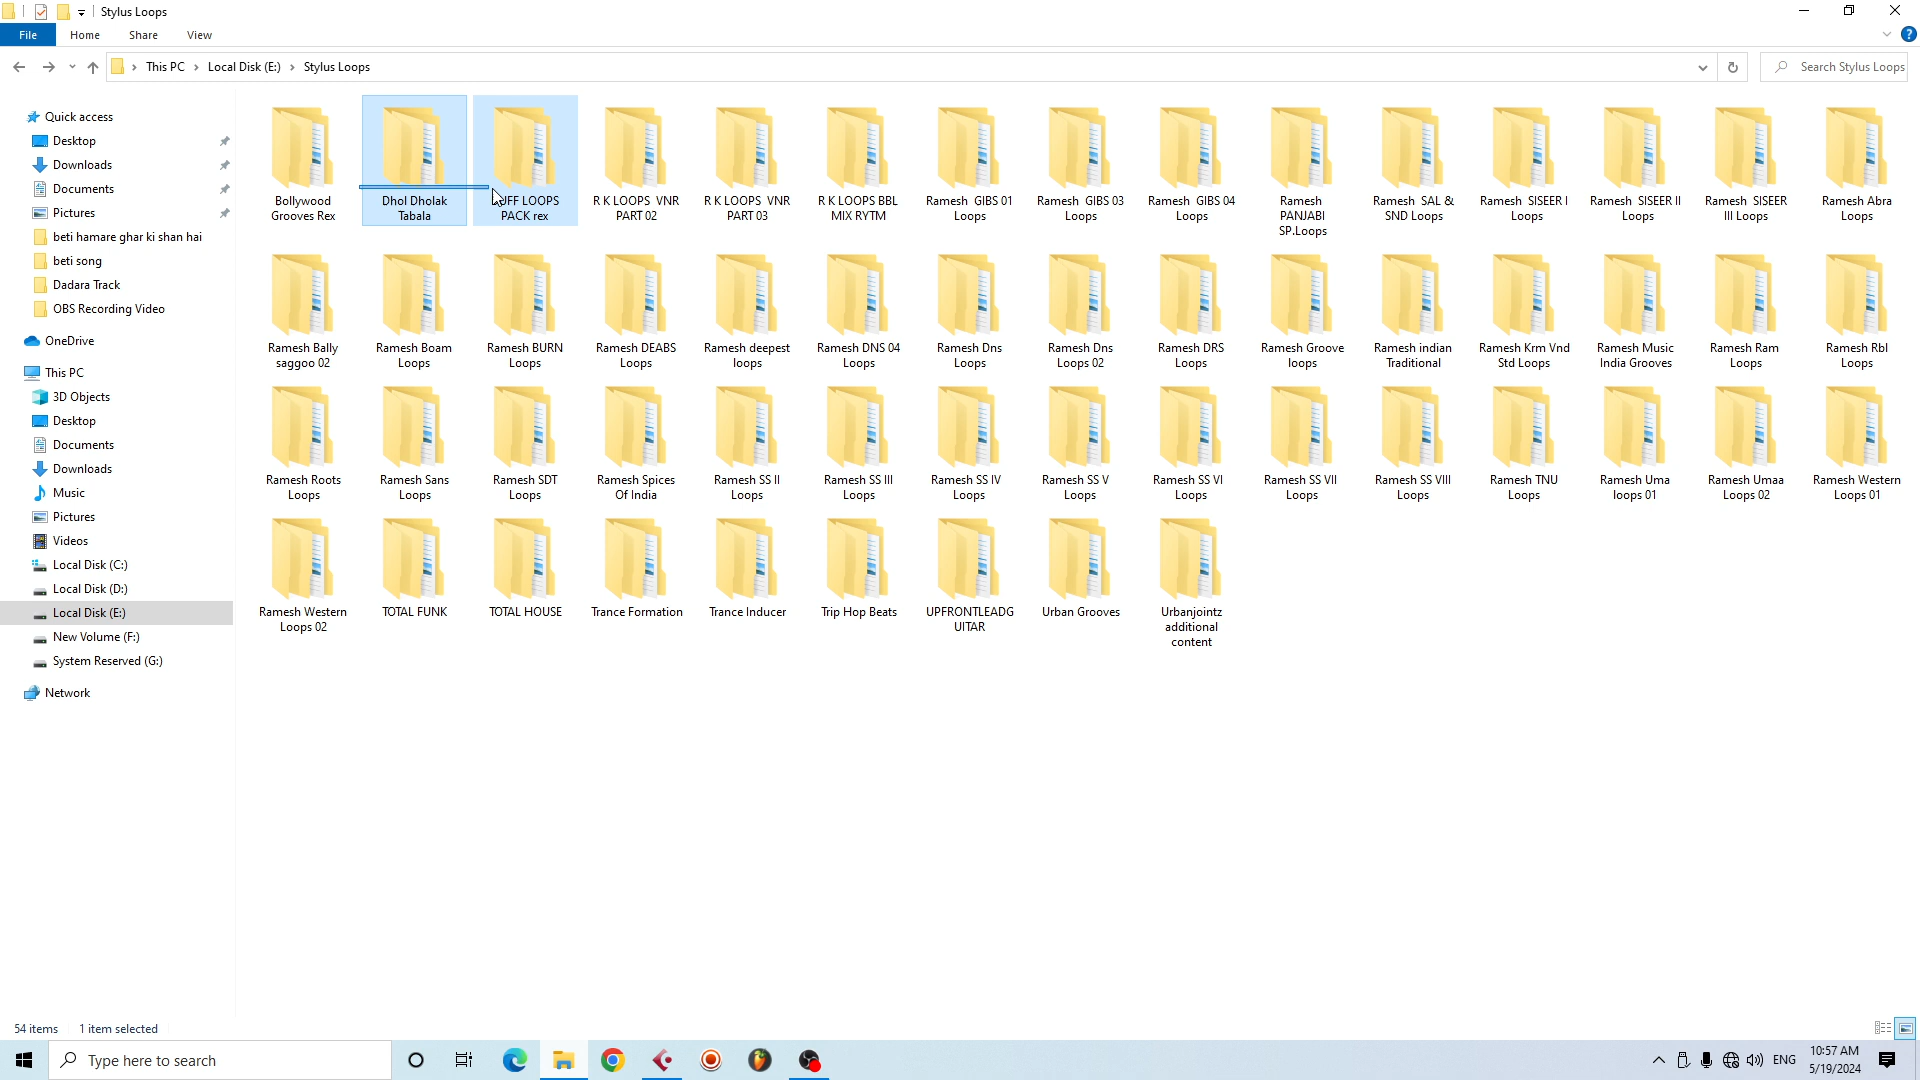 Stylus Loops
File Home Share View
This PC Local Disk (E:) Stylus Loops
Search Stylus Loops
Quick access
Desktop
Downloads
Documents
Pictures
beti hamare ghar ki shan hai
beti song
Dadara Track
OBS Recording Video
OneDrive
This PC
3D Objects
Desktop
Documents
Downloads
Music
Pictures
Videos
Local Disk (C:)
Local Disk (D:)
Local Disk (E:)
New Volume (F:)
System Reserved (G:)
Network
Bollywood
Grooves Rex
Dhol Dholak
Tabala
UFF LOOPS
PACK rex
R K LOOPS VNR
PART 02
R K LOOPS VNR
PART 03
R K LOOPS BBL
MIX RYTM
Ramesh GIBS 01
Loops
Ramesh GIBS 03
Loops
Ramesh GIBS 04
Loops
Ramesh
PANJABI
SP.Loops
Ramesh SAL &
SND Loops
Ramesh SISEER I
Loops
Ramesh SISEER II
Loops
Ramesh SISEER
III Loops
Ramesh Abra
Loops
Ramesh Bally
saggoo 02
Ramesh Boam
Loops
Ramesh BURN
Loops
Ramesh DEABS
Loops
Ramesh deepest
loops
Ramesh DNS 04
Loops
Ramesh Dns
Loops
Ramesh Dns
Loops 02
Ramesh DRS
Loops
Ramesh Groove
loops
Ramesh indian
Traditional
Ramesh Krm Vnd
Std Loops
Ramesh Music
India Grooves
Ramesh Ram
Loops
Ramesh Rbl
Loops
Ramesh Roots
Loops
Ramesh Sans
Loops
Ramesh SDT
Loops
Ramesh Spices
Of India
Ramesh SS II
Loops
Ramesh SS III
Loops
Ramesh SS IV
Loops
Ramesh SS V
Loops
Ramesh SS VI
Loops
Ramesh SS VII
Loops
Ramesh SS VIII
Loops
Ramesh TNU
Loops
Ramesh Uma
loops 01
Ramesh Umaa
Loops 02
Ramesh Western
Loops 01
Ramesh Western
Loops 02
TOTAL FUNK
TOTAL HOUSE
Trance Formation
Trance Inducer
Trip Hop Beats
UPFRONTLEADG
UITAR
Urban Grooves
Urbanjointz
additional
content
54 items 1 item selected
Type here to search
ENG
10:57 AM
5/19/2024